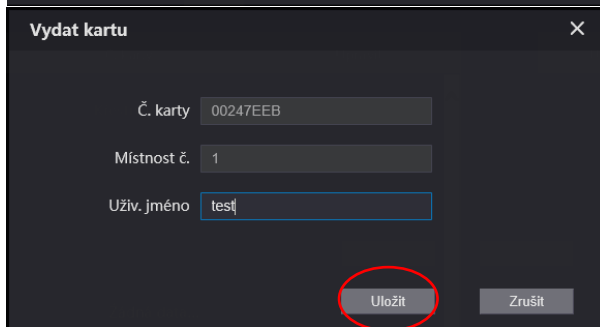 Vydat kartu
Č. karty 00247EEB
Místnost č. 1
Uživ. jméno test
Uložit Zrušit